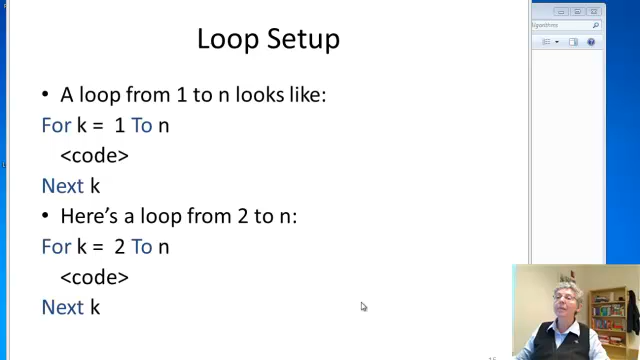 Loop Setup
Algorithms
• A loop from 1 to n looks like:
For k = 1 To n
<code>
Next k
• Here's a loop from 2 to n:
For k = 2 To n
<code>
Next k